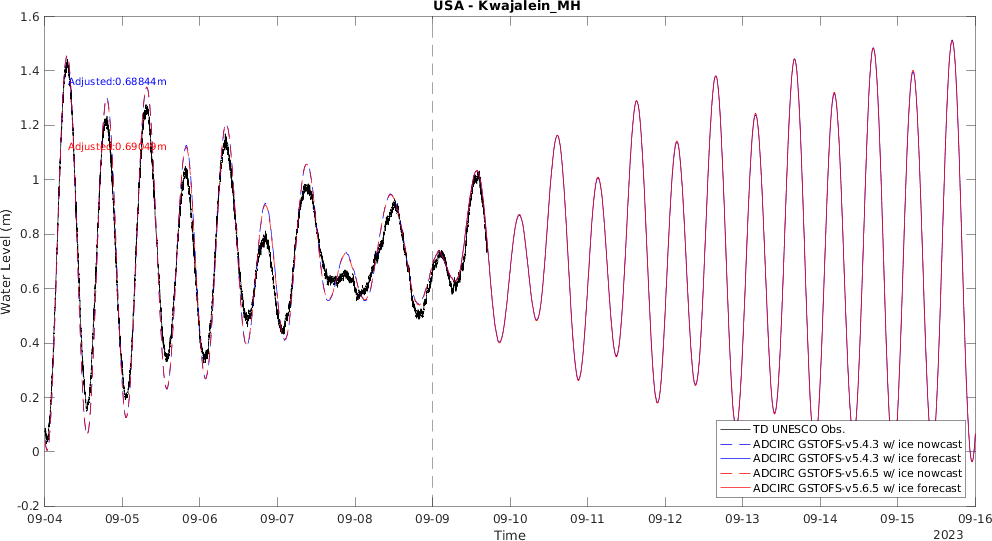 USA - Kwajalein_MH
1.6
1.4
1.2
1
0.8
0.6
0.4
0.2
0
-0.2
Water Level (m)
Adjusted:0.68844m
Adjusted:0.69049m
TD UNESCO Obs.
ADCIRC GSTOFS-v5.4.3 w/ ice nowcast
ADCIRC GSTOFS-v5.4.3 w/ ice forecast
ADCIRC GSTOFS-v5.6.5 w/ ice nowcast
ADCIRC GSTOFS-v5.6.5 w/ ice forecast
09-04 09-05 09-06 09-07 09-08 09-09 09-10 09-11 09-12 09-13 09-14 09-15 09-16
Time
2023